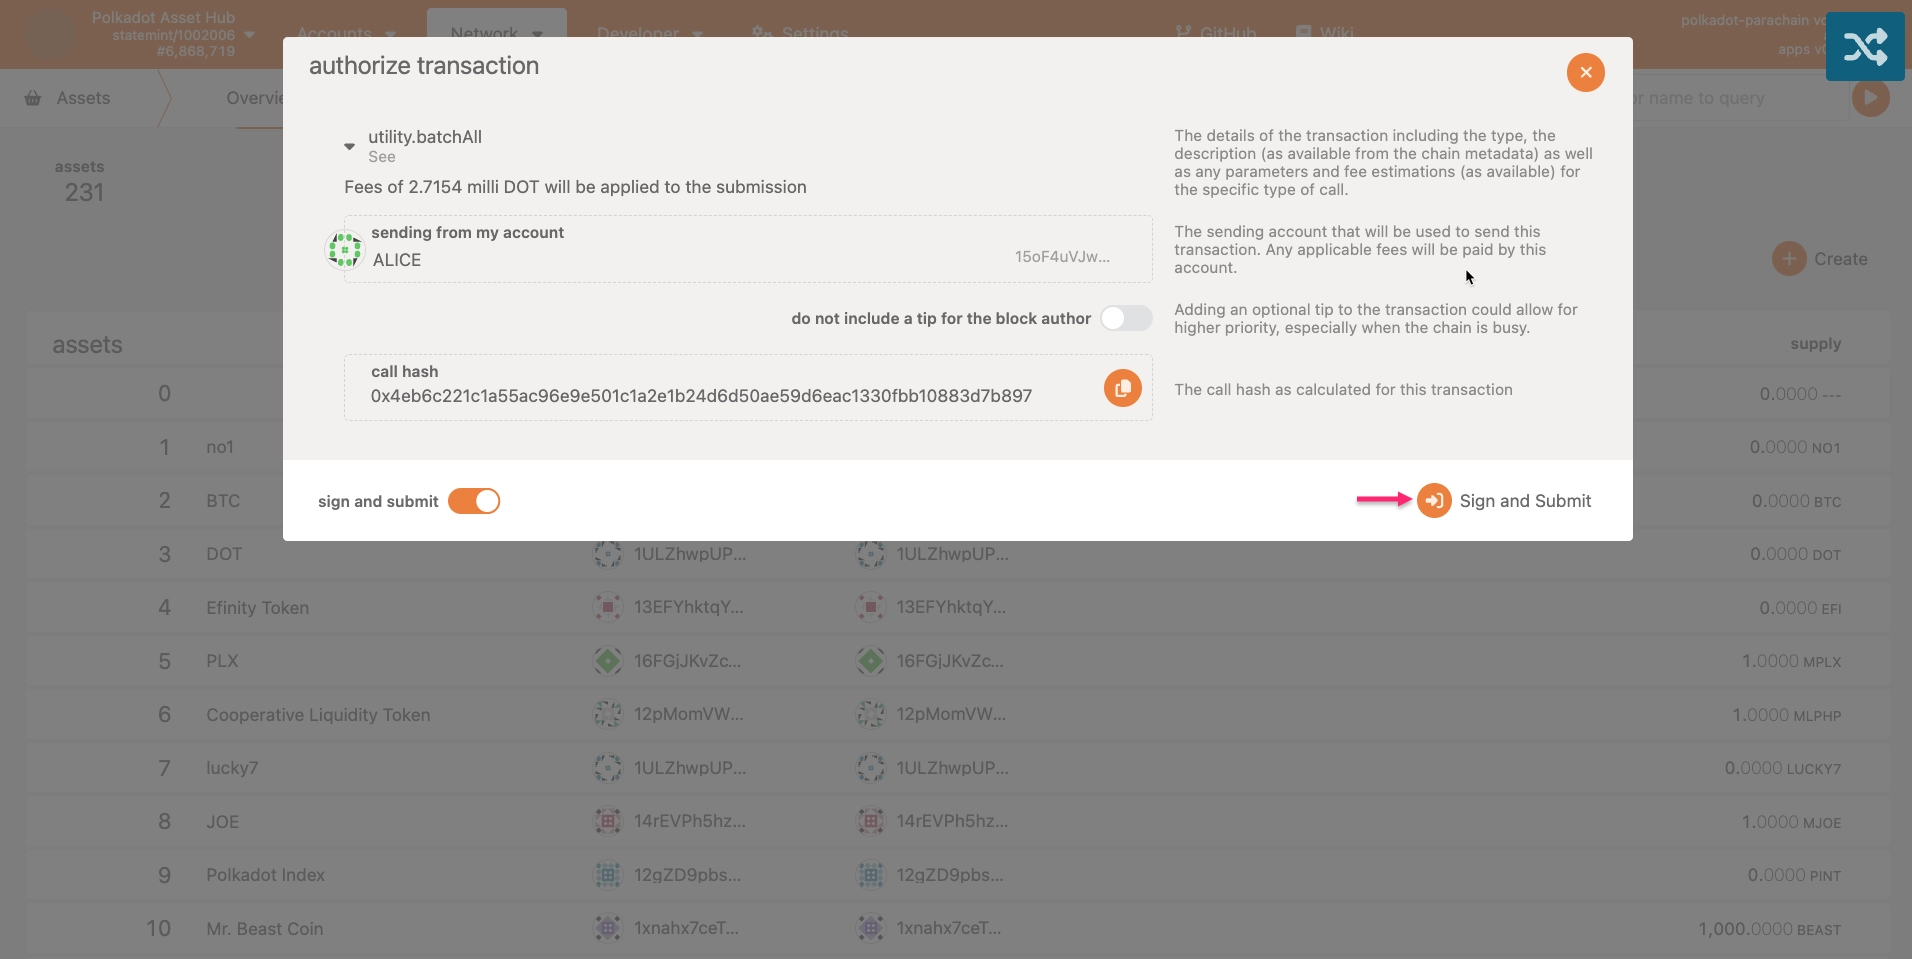 Polkadot Asset Hub
statemint/1002006
#6,868,719
Accounts
Network
Developer
Settings
GitHub
Wiki
polkadot-parachain
apps
Assets
or name to query
authorize transaction
utility.batchAll
See
Fees of 2.7154 milli DOT will be applied to the submission
The details of the transaction including the type, the
description (as available from the chain metadata) as well
as any parameters and fee estimations (as available) for
the specific type of call.
sending from my account
ALICE
15oF4uVJw...
The sending account that will be used to send this
transaction. Any applicable fees will be paid by this
account.
do not include a tip for the block author
Adding an optional tip to the transaction could allow for
higher priority, especially when the chain is busy.
call hash
0x4eb6c221c1a55ac96e9e501c1a2e1b24d6d50ae59d6eac1330fbb10883d7b897
The call hash as calculated for this transaction
sign and submit
Sign and Submit
assets
231
Create
assets
supply
0 0.0000 ---
1 no1 0.0000 NO1
2 BTC 0.0000 BTC
3 DOT 1ULZhwpUP... 1ULZhwpUP... 0.0000 DOT
4 Efinity Token 13EFYhktqY... 13EFYhktqY... 0.0000 EFI
5 PLX 16FGjJKvZc... 16FGjJKvZc... 1.0000 MPLX
6 Cooperative Liquidity Token 12pMomVW... 12pMomVW... 1.0000 MLPHP
7 lucky7 1ULZhwpUP... 1ULZhwpUP... 0.0000 LUCKY7
8 JOE 14rEVPh5hz... 14rEVPh5hz... 1.0000 MJOE
9 Polkadot Index 12gZD9pbs... 12gZD9pbs... 0.0000 PINT
10 Mr. Beast Coin 1xnahx7ceT... 1xnahx7ceT... 1,000.0000 BEAST